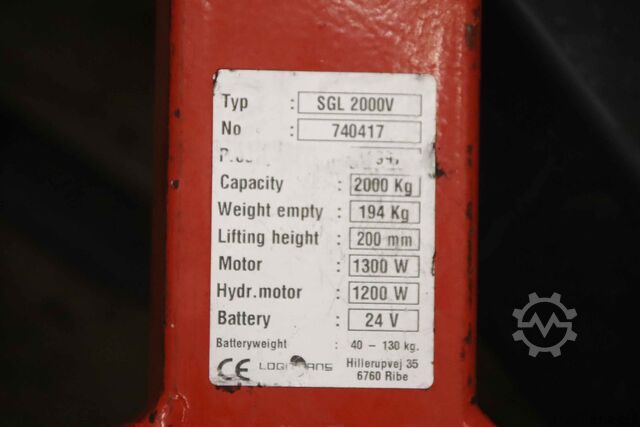 Typ : SGL 2000V
No : 740417
Capacity : 2000 Kg
Weight empty : 194 Kg
Lifting height : 200 mm
Motor : 1300 W
Hydr.motor : 1200 W
Battery : 24 V
Batteryweight : 40 - 130 kg.
CE Hillerupvej 35
6760 Ribe